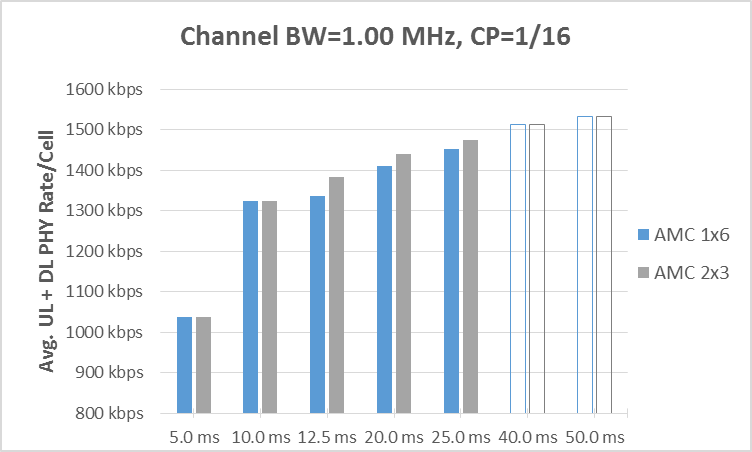 Channel BW=1.00 MHz, CP=1/16
Avg. UL + DL PHY Rate/Cell
1600 kbps
1500 kbps
1400 kbps
1300 kbps
1200 kbps
1100 kbps
1000 kbps
900 kbps
800 kbps
5.0 ms 10.0 ms 12.5 ms 20.0 ms 25.0 ms 40.0 ms 50.0 ms
AMC 1x6
AMC 2x3